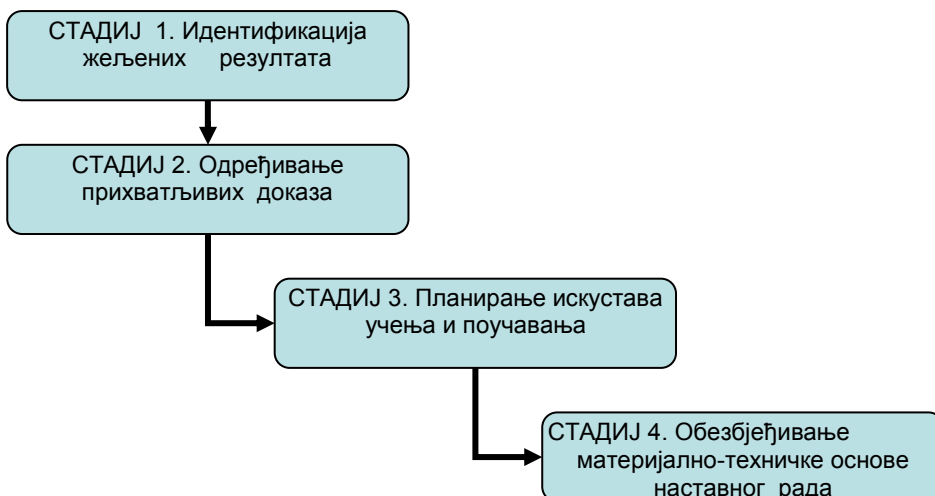 СТАДИЈ 1. Идентификација
жељених резултата
СТАДИЈ 2. Одређивање
прихватљивих доказа
СТАДИЈ 3. Планирање искустава
учења и поучавања
СТАДИЈ 4. Обезбјеђивање
материјално-техничке основе
наставног рада